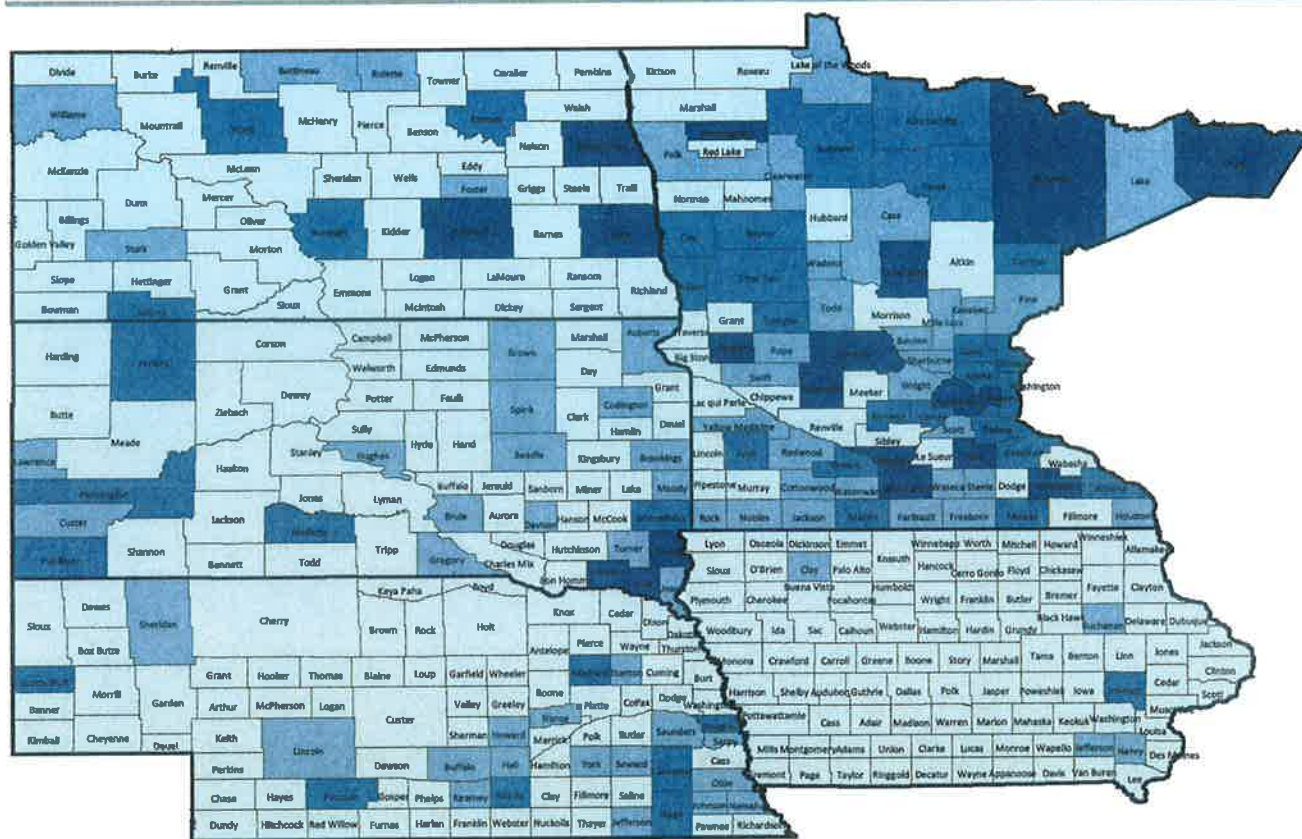 Divide
Burke
Renville
Bottineau
Rolette
Towner
Cavalier
Pembina
Kittson
Roseau
Lake of the Woods
Williams
Mountrail
Ward
McHenry
Pierce
Benson
Ramsey
Walsh
Marshall
Nelson
Polk
Red Lake
Clearwater
Beltrami
Koochiching
Lake
McKenzie
McLean
Sheridan
Wells
Eddy
Foster
Griggs
Steele
Traill
Norman
Mahnomen
Hubbard
Cass
Dunn
Mercer
Oliver
Billings
Golden Valley
Stark
Morton
Burleigh
Kidder
Barnes
Clay
Becker
Wadena
Aitkin
Carlton
Slope
Hettinger
Grant
Sioux
Emmons
Logan
LaMoure
Ransom
Richland
Otter Tail
Todd
Morrison
Pine
Kanabec
Mille Lacs
Bowman
McIntosh
Dickey
Sargent
Grant
Traverse
Big Stone
Pope
Benton
Sherburne
Harding
Perkins
Corson
Campbell
McPherson
Brown
Marshall
Roberts
Walworth
Edmunds
Day
Swift
Meeker
Wright
Washington
Butte
Ziebach
Dewey
Potter
Faulk
Spink
Clark
Codington
Grant
Lac qui Parle
Chippewa
Meade
Sully
Hyde
Hand
Hamlin
Deuel
Yellow Medicine
Renville
Sibley
Scott
Lawrence
Haakon
Stanley
Hughes
Beadle
Kingsbury
Brookings
Lincoln
Lyon
Redwood
Le Sueur
Wabasha
Pennington
Jones
Lyman
Buffalo
Jerauld
Sanborn
Miner
Lake
Moody
Pipestone
Murray
Cottonwood
Watonwan
Waseca
Steele
Dodge
Custer
Jackson
Brule
Aurora
Davison
Hanson
McCook
Rock
Nobles
Jackson
Martin
Faribault
Freeborn
Mower
Fillmore
Houston
Fall River
Shannon
Bennett
Todd
Tripp
Gregory
Douglas
Charles Mix
Hutchinson
Turner
Bon Homme
Lyon
Osceola
Dickinson
Emmet
Kossuth
Winnebago
Worth
Mitchell
Howard
Winneshiek
Allamakee
Sioux
O'Brien
Clay
Palo Alto
Hancock
Cerro Gordo
Floyd
Chickasaw
Fayette
Clayton
Plymouth
Cherokee
Buena Vista
Pocahontas
Humboldt
Wright
Franklin
Butler
Bremer
Black Hawk
Buchanan
Delaware
Dubuque
Woodbury
Ida
Sac
Calhoun
Webster
Hamilton
Hardin
Grundy
Monona
Crawford
Carroll
Greene
Boone
Story
Marshall
Tama
Benton
Linn
Jones
Jackson
Clinton
Harrison
Shelby
Audubon
Guthrie
Dallas
Polk
Jasper
Poweshiek
Iowa
Johnson
Cedar
Scott
Pottawattamie
Cass
Adair
Madison
Warren
Marion
Mahaska
Keokuk
Washington
Louisa
Mills
Montgomery
Adams
Union
Clarke
Lucas
Monroe
Wapello
Jefferson
Henry
Des Moines
Page
Taylor
Ringgold
Decatur
Wayne
Appanoose
Davis
Van Buren
Lee
Sioux
Dawes
Sheridan
Cherry
Keya Paha
Boyd
Knox
Cedar
Dixon
Box Butte
Brown
Rock
Holt
Antelope
Pierce
Wayne
Thurston
Morrill
Garden
Grant
Hooker
Thomas
Blaine
Loup
Garfield
Wheeler
Boone
Cuming
Burt
Banner
Arthur
McPherson
Logan
Custer
Valley
Greeley
Platte
Colfax
Dodge
Washington
Kimball
Cheyenne
Deuel
Keith
Lincoln
Sherman
Howard
Merrick
Polk
Butler
Saunders
Sarpy
Perkins
Dawson
Buffalo
Hall
Hamilton
York
Seward
Cass
Otoe
Chase
Hayes
Gosper
Phelps
Kearney
Clay
Fillmore
Saline
Johnson
Dundy
Hitchcock
Red Willow
Furnas
Harlan
Franklin
Webster
Nuckolls
Thayer
Jefferson
Gage
Pawnee
Richardson